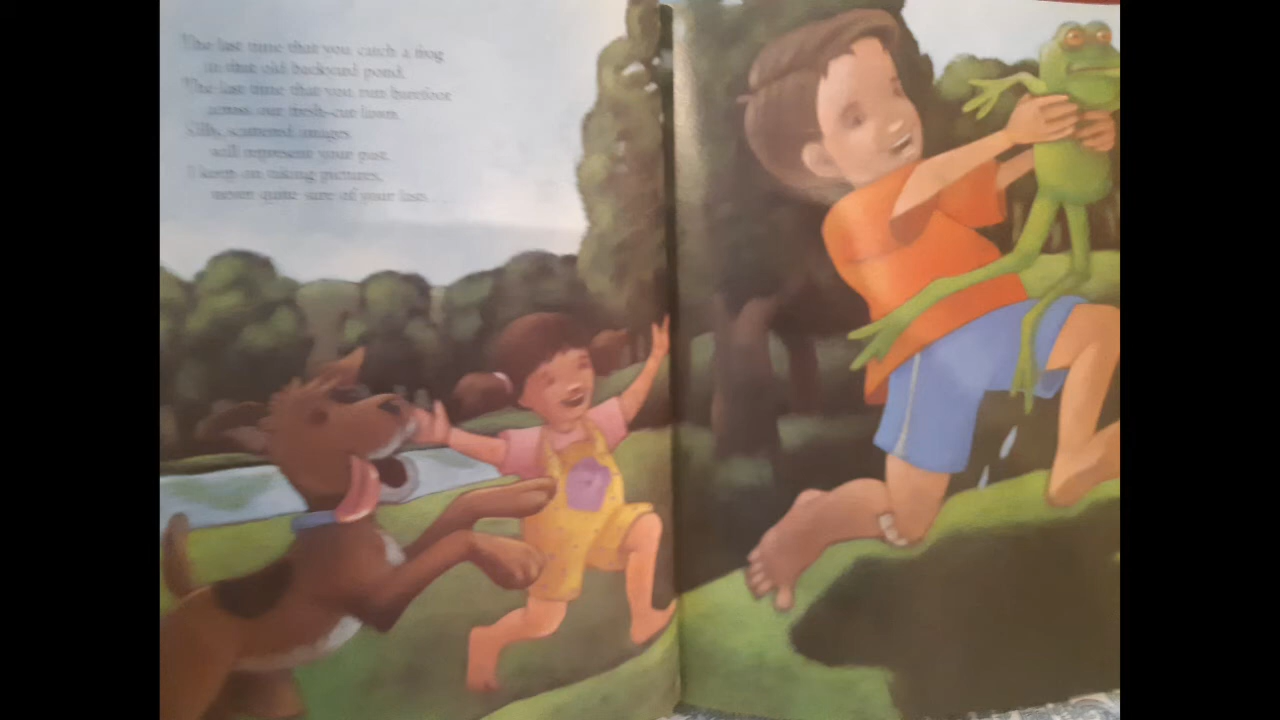 The last time that you catch a frog
in that old backyard pond.
The last time that you run barefoot
across our fresh-cut lawn.
Silly, scattered images
will represent your past.
I keep on taking pictures,
never quite sure of your last.